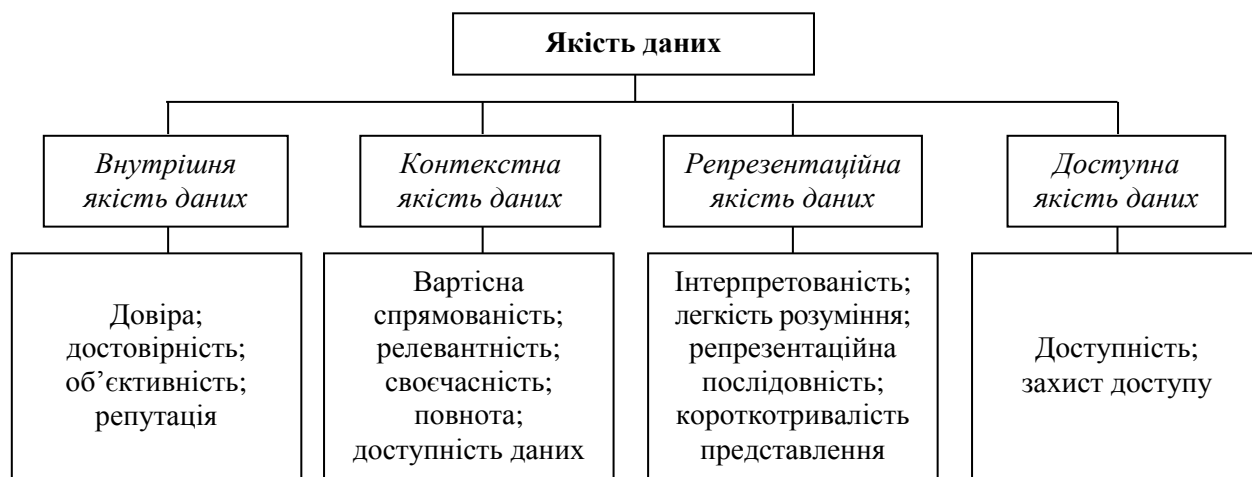 Якість даних
Внутрішня
якість даних
Контекстна
якість даних
Репрезентаційна
якість даних
Доступна
якість даних
Довіра;
достовірність;
об’єктивність;
репутація
Вартісна
спрямованість;
релевантність;
своєчасність;
повнота;
доступність даних
Інтерпретованість;
легкість розуміння;
репрезентаційна
послідовність;
короткотривалість
представлення
Доступність;
захист доступу